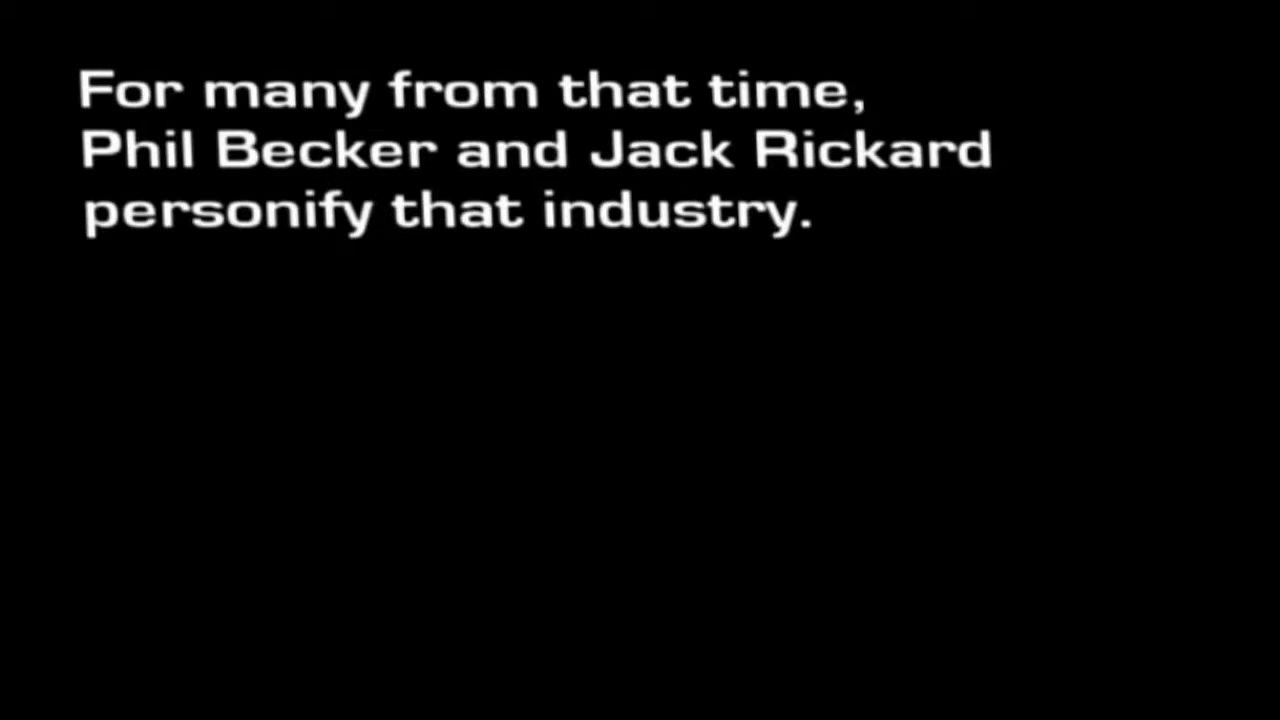 For many from that time,
Phil Becker and Jack Rickard
personify that industry.